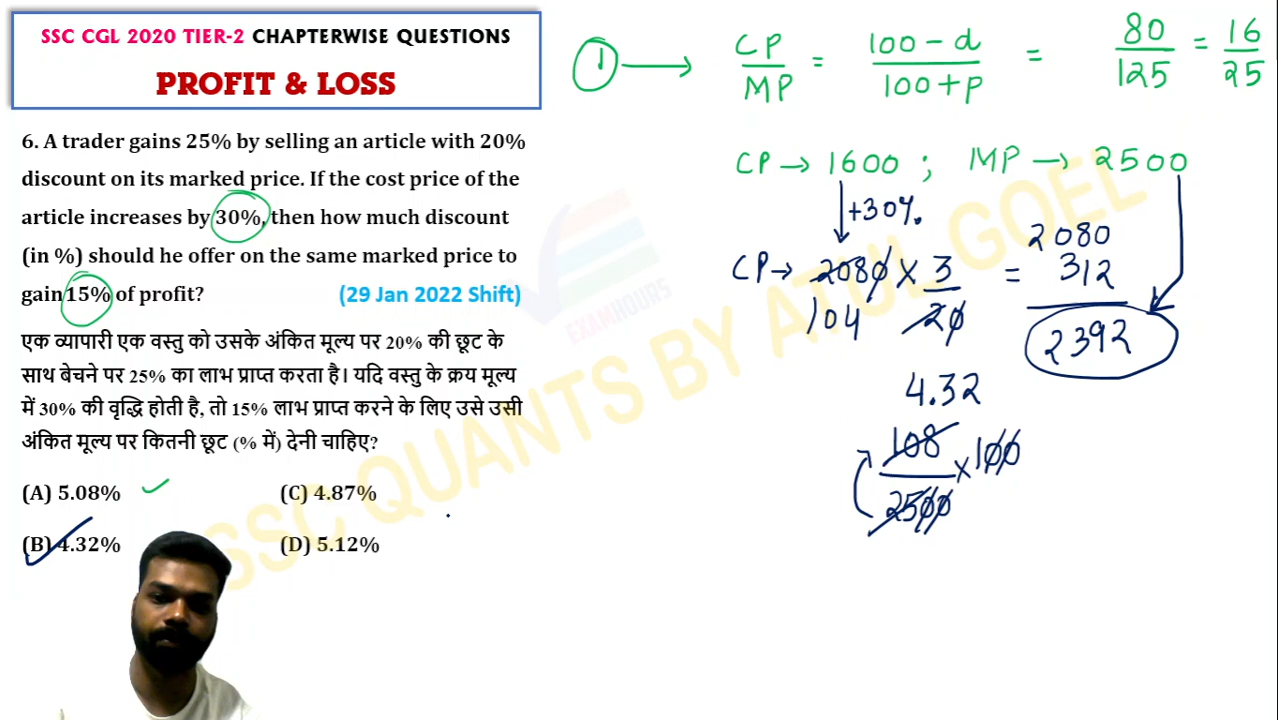 SSC CGL 2020 TIER-2 CHAPTERWISE QUESTIONS
PROFIT & LOSS
6. A trader gains 25% by selling an article with 20%
discount on its marked price. If the cost price of the
article increases by 30%, then how much discount
(in %) should he offer on the same marked price to
gain 15% of profit? (29 Jan 2022 Shift)
एक व्यापारी एक वस्तु को उसके अंकित मूल्य पर 20% की छूट के
साथ बेचने पर 25% का लाभ प्राप्त करता है। यदि वस्तु के क्रय मूल्य
में 30% की वृद्धि होती है, तो 15% लाभ प्राप्त करने के लिए उसे उसी
अंकित मूल्य पर कितनी छूट (% में) देनी चाहिए?
(A) 5.08% (C) 4.87%
(B) 4.32% (D) 5.12%
1 → CP/MP = 100-d/100+p = 80/125 = 16/25
CP → 1600 ; MP → 2500
+30%
CP → 2080 × 3/20 = 2080
104
312
2392
4.32
108/2500 × 100
SSC QUANTS BY ATUL GOEL
EXAMHOURS